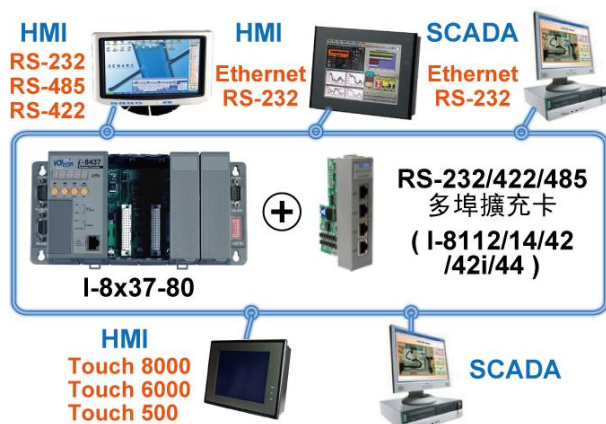 HMI
RS-232
RS-485
RS-422
HMI
Ethernet
RS-232
SCADA
Ethernet
RS-232
i-8437
I-8x37-80
+
RS-232/422/485
多埠擴充卡
( I-8112/14/42
/42i/44 )
HMI
Touch 8000
Touch 6000
Touch 500
SCADA